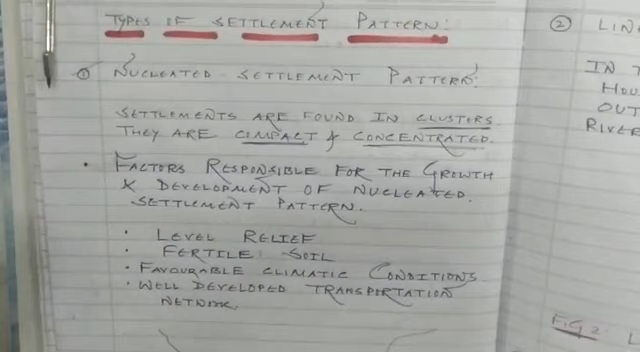 TYPES OF SETTLEMENT PATTERN:
① NUCLEATED SETTLEMENT PATTERN:
SETTLEMENTS ARE FOUND IN CLUSTERS
THEY ARE COMPACT & CONCENTRATED.
• FACTORS RESPONSIBLE FOR THE GROWTH
& DEVELOPMENT OF NUCLEATED
SETTLEMENT PATTERN.
• LEVEL RELIEF
• FERTILE SOIL
• FAVOURABLE CLIMATIC CONDITIONS
• WELL DEVELOPED TRANSPORTATION
NETWORK.
② LIN
IN T
HOU
OUT
RIVER
FIG 2 L